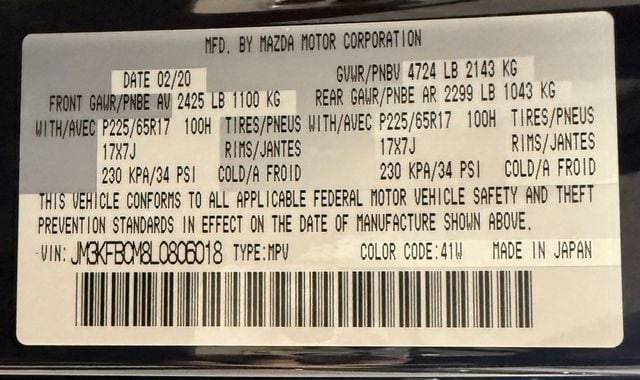 MFD. BY MAZDA MOTOR CORPORATION
DATE 02/20 GVWR/PNBV 4724 LB 2143 KG
FRONT GAWR/PNBE AV 2425 LB 1100 KG REAR GAWR/PNBE AR 2299 LB 1043 KG
WITH/AVEC P225/65R17 100H TIRES/PNEUS WITH/AVEC P225/65R17 100H TIRES/PNEUS
17X7J RIMS/JANTES 17X7J RIMS/JANTES
230 KPA/34 PSI COLD/A FROID 230 KPA/34 PSI COLD/A FROID
THIS VEHICLE CONFORMS TO ALL APPLICABLE FEDERAL MOTOR VEHICLE SAFETY AND THEFT
PREVENTION STANDARDS IN EFFECT ON THE DATE OF MANUFACTURE SHOWN ABOVE.
VIN: JM3KFBCM8L0806018 TYPE:MPV COLOR CODE:41W MADE IN JAPAN